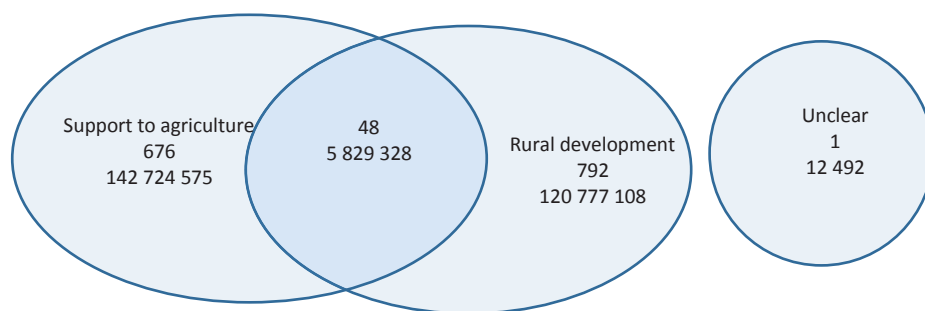 Support to agriculture
676
142 724 575
48
5 829 328
Rural development
792
120 777 108
Unclear
1
12 492